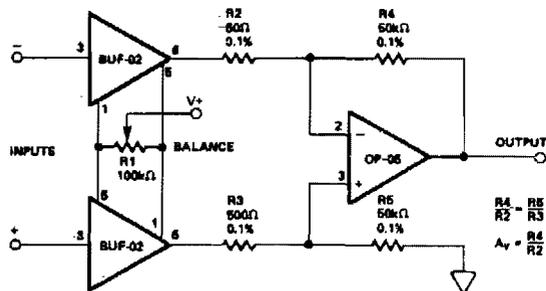 R2
500Ω
0.1%
R4
50kΩ
0.1%
−
3
BUF-02
6
5
1
V+
INPUTS
R1
100kΩ
BALANCE
2
−
OP-05
3
+
OUTPUT
5
1
R3
500Ω
0.1%
R5
50kΩ
0.1%
+
3
BUF-02
6
R4/R2 = R5/R3
Av = R4/R2